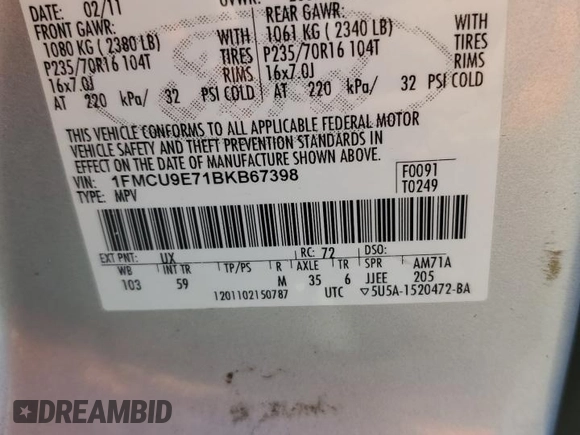 DATE: 02/11
FRONT GAWR:
1080 KG ( 2380 LB)
P235/70R16 104T
16x7.0J
AT 220 kPa/ 32 PSI COLD
WITH
TIRES
RIMS
REAR GAWR:
1061 KG ( 2340 LB)
P235/70R16 104T
16x7.0J
AT 220 kPa/ 32 PSI COLD
WITH
TIRES
RIMS
THIS VEHICLE CONFORMS TO ALL APPLICABLE FEDERAL MOTOR
VEHICLE SAFETY AND THEFT PREVENTION STANDARDS IN
EFFECT ON THE DATE OF MANUFACTURE SHOWN ABOVE.
VIN: 1FMCU9E71BKB67398
TYPE: MPV
F0091
T0249
EXT PNT: UX RC: 72 DSO:
WB INT TR TP/PS R AXLE TR SPR AM71A
103 59 M 35 6 JJEE 205
1201102150787 UTC ▽5U5A-1520472-BA
DREAMBID